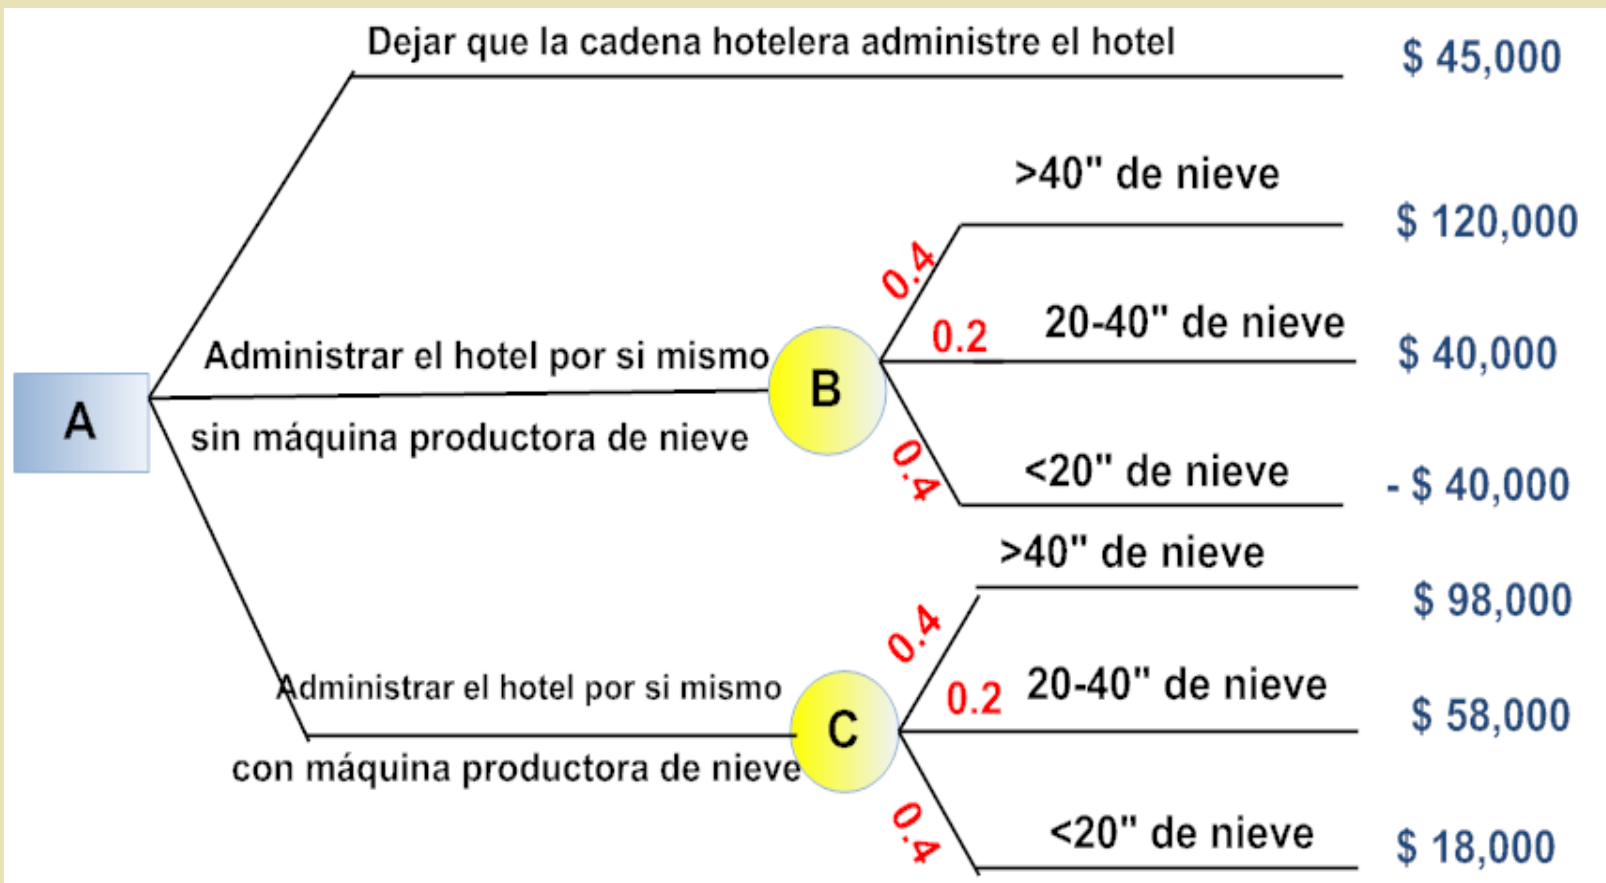 Dejar que la cadena hotelera administre el hotel
$ 45,000
>40" de nieve
$ 120,000
0.4
20-40" de nieve
0.2
$ 40,000
Administrar el hotel por si mismo
B
A
sin máquina productora de nieve
0.4
<20" de nieve
- $ 40,000
>40" de nieve
$ 98,000
0.4
20-40" de nieve
0.2
$ 58,000
Administrar el hotel por si mismo
C
con máquina productora de nieve
0.4
<20" de nieve
$ 18,000